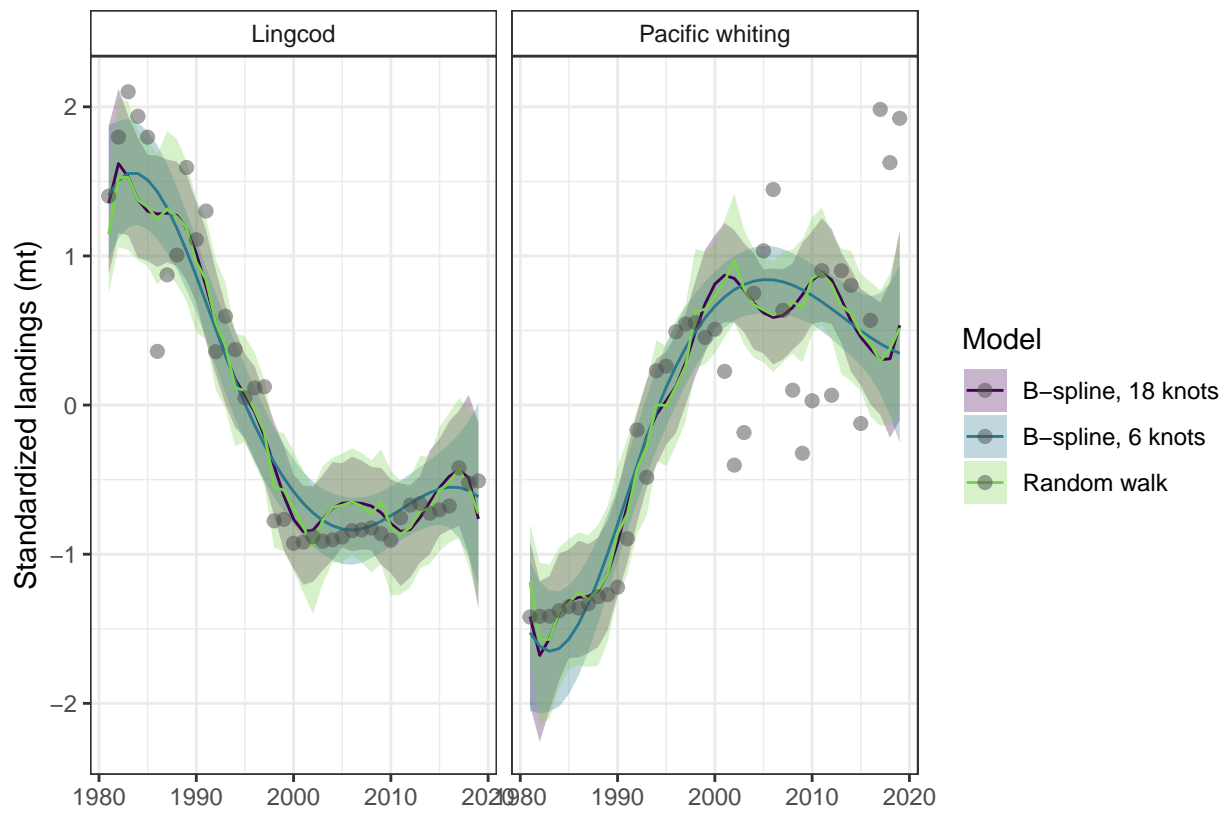 Lingcod
Pacific whiting
Standardized landings (mt)
2
1
0
−1
−2
1980 1990 2000 2010 2020
1980 1990 2000 2010 2020
Model
B−spline, 18 knots
B−spline, 6 knots
Random walk